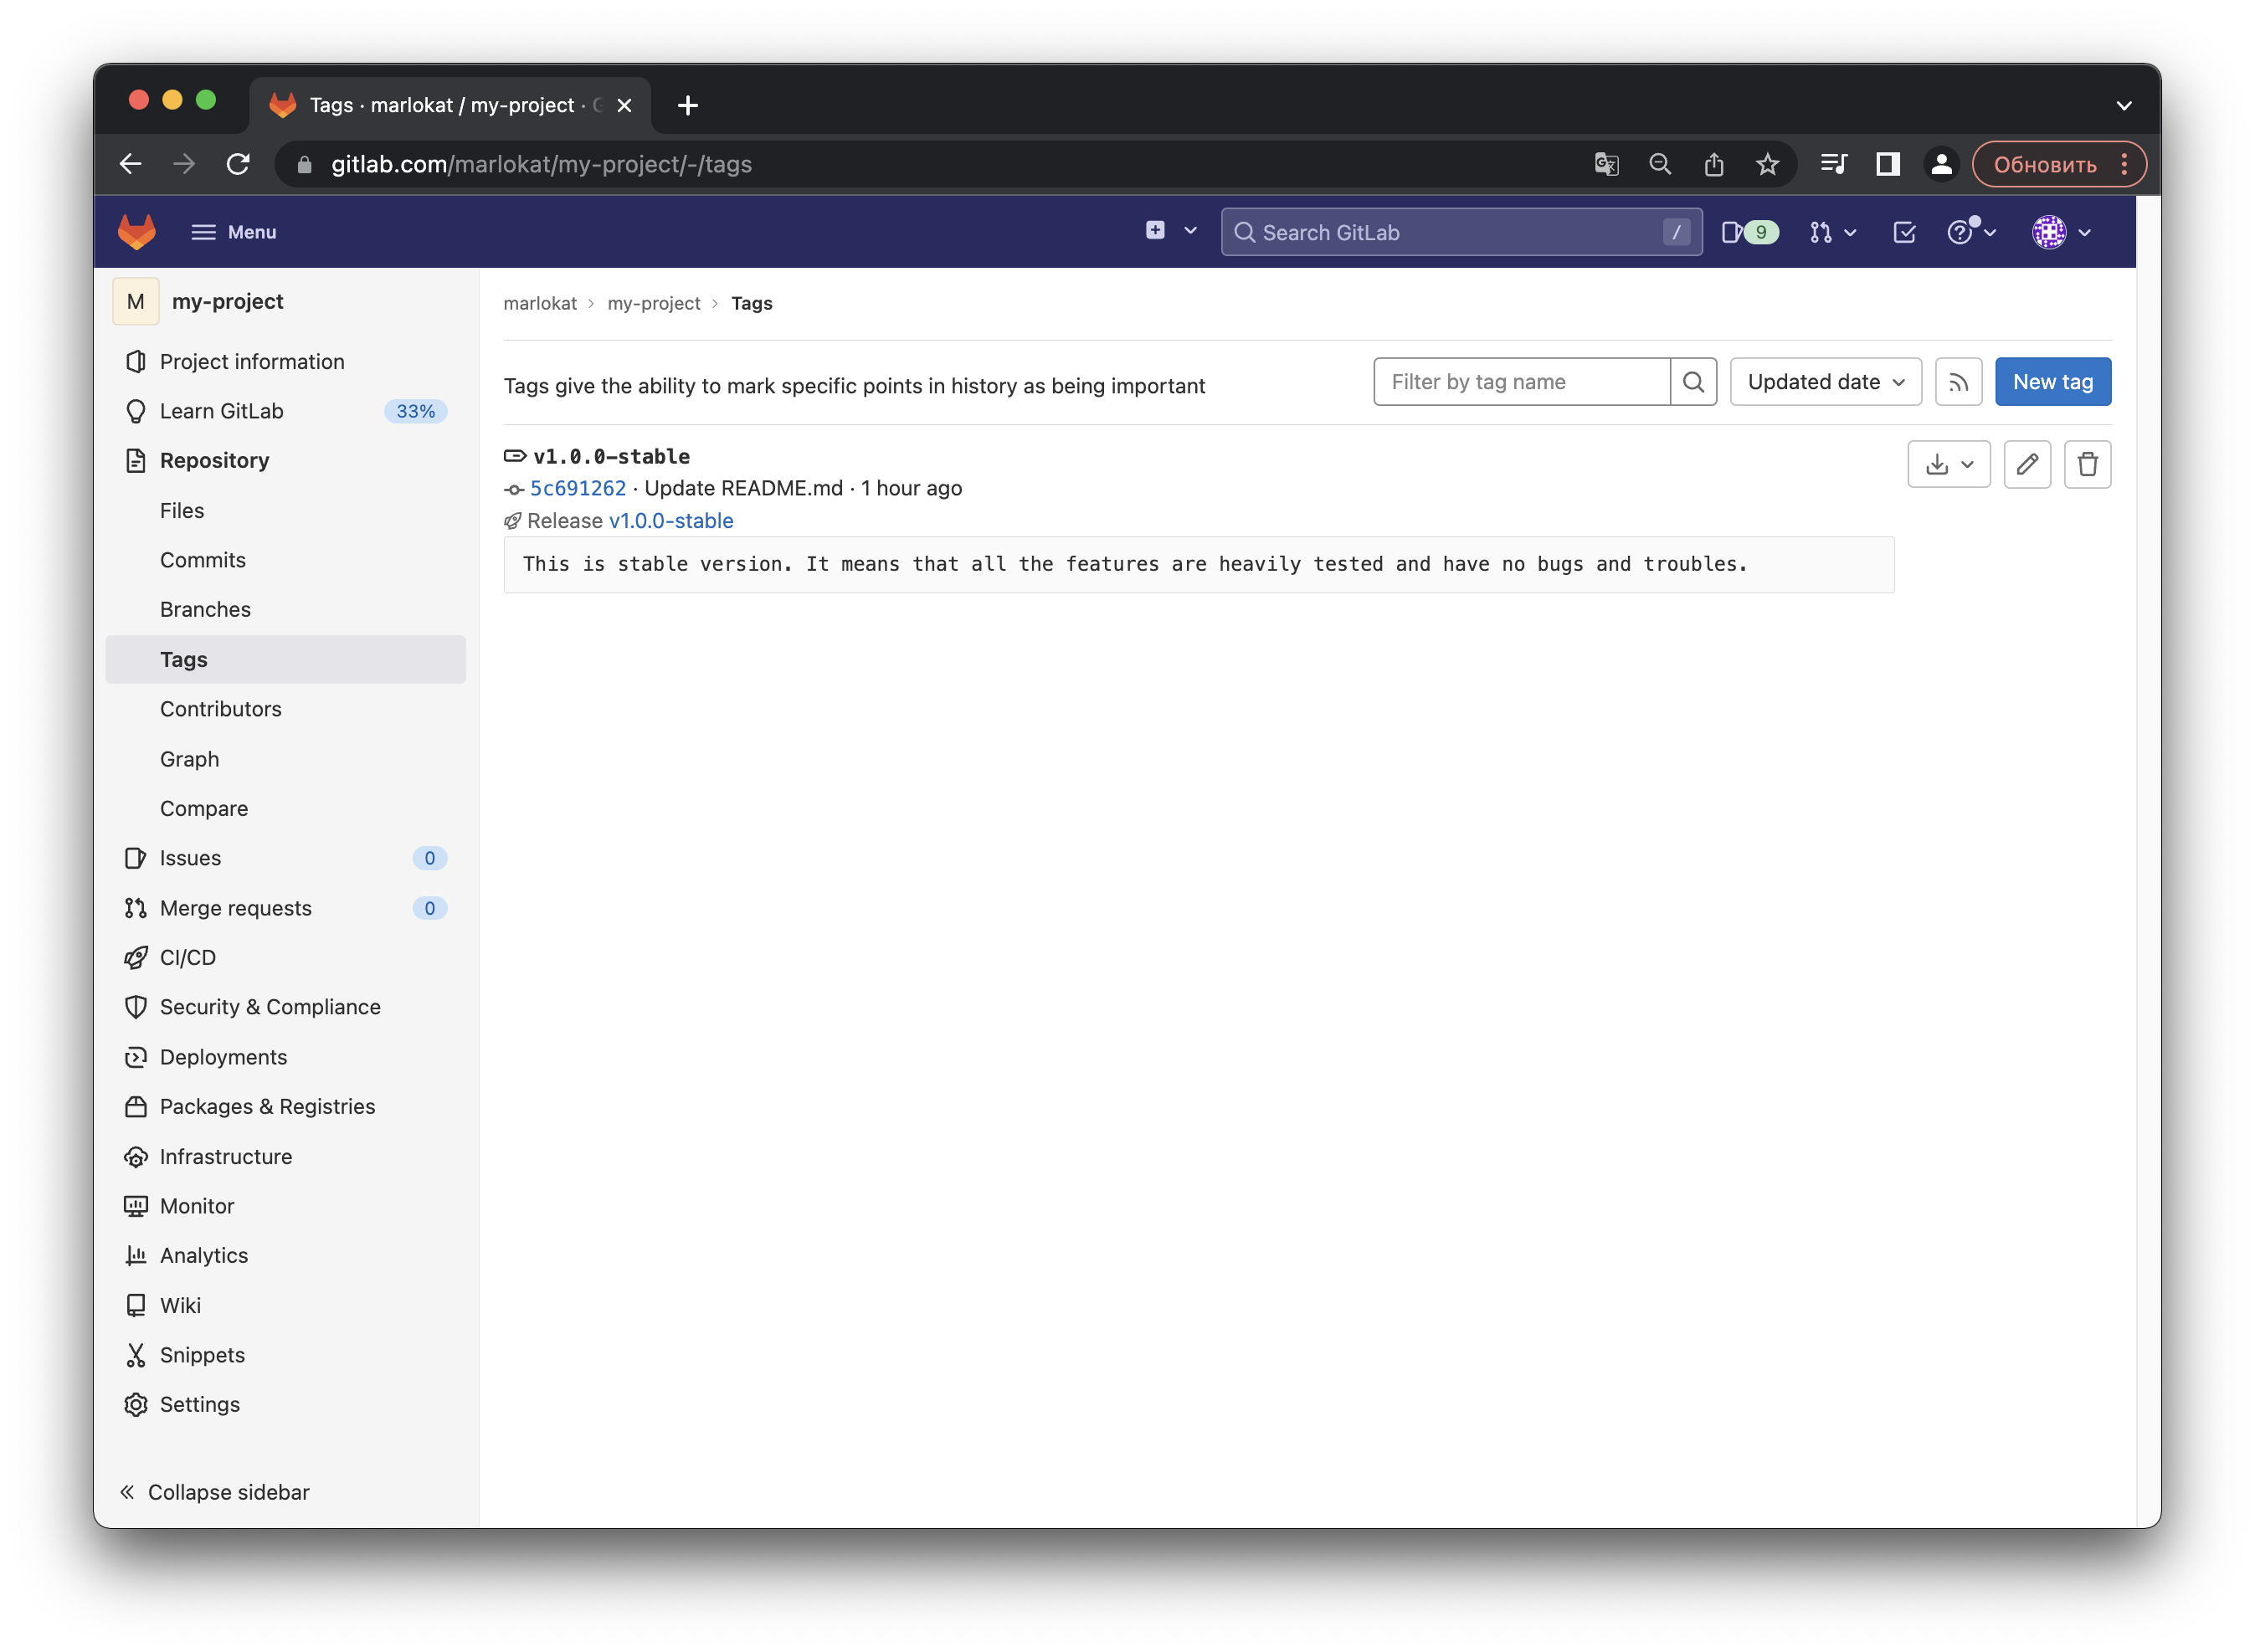 Tags · marlokat / my-project ·
gitlab.com/marlokat/my-project/-/tags
Обновить
Menu
Search GitLab
/
9
M
my-project
Project information
Learn GitLab
33%
Repository
Files
Commits
Branches
Tags
Contributors
Graph
Compare
Issues
0
Merge requests
0
CI/CD
Security & Compliance
Deployments
Packages & Registries
Infrastructure
Monitor
Analytics
Wiki
Snippets
Settings
Collapse sidebar
marlokat › my-project › Tags
Tags give the ability to mark specific points in history as being important
Filter by tag name
Updated date
New tag
v1.0.0-stable
5c691262 · Update README.md · 1 hour ago
Release v1.0.0-stable
This is stable version. It means that all the features are heavily tested and have no bugs and troubles.